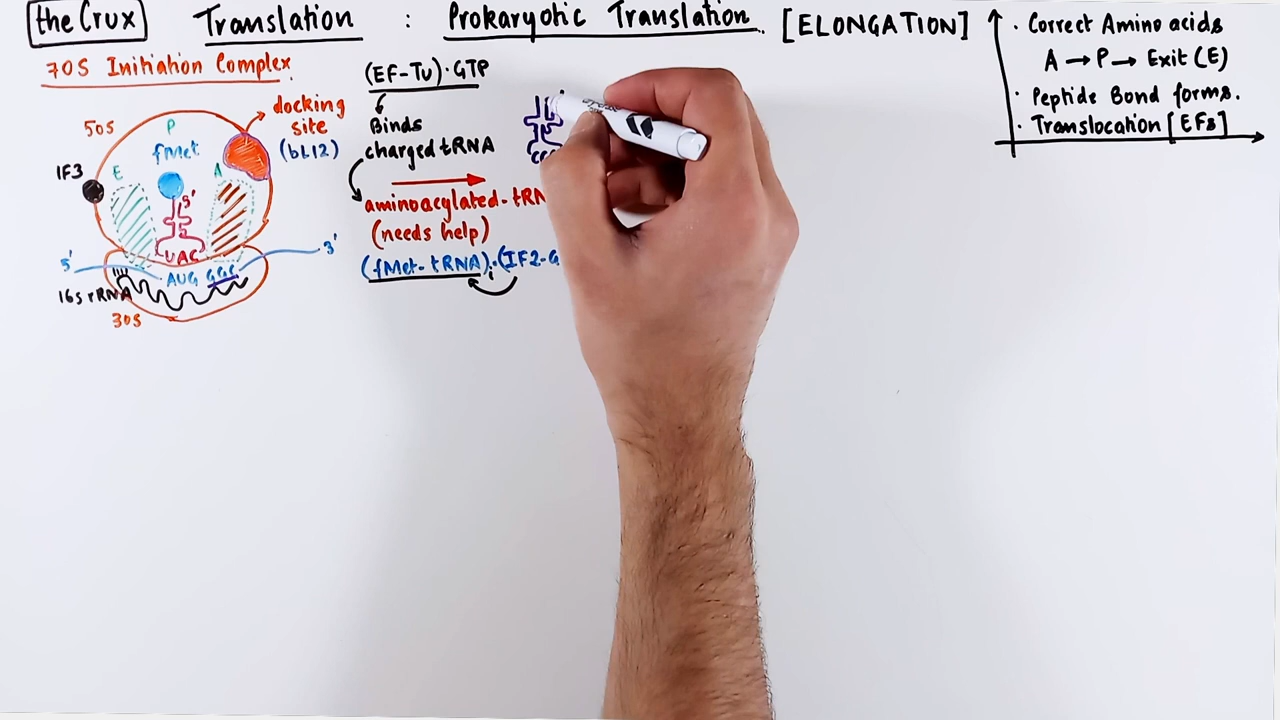 the Crux
Translation : Prokaryotic Translation [ELONGATION]
70S Initiation Complex
50S
P
fMet
docking
site
(bL12)
IF3
E
A
3'
UAC
5'
3'
AUG GGC
16s rRNA
30S
(EF-Tu)·GTP
Binds
charged tRNA
aminoacylated-tRN
(needs help)
(fMet-tRNA)i·(IF2-G
· Correct Amino acids
A → P → Exit (E)
· Peptide Bond forms.
· Translocation [EFs]